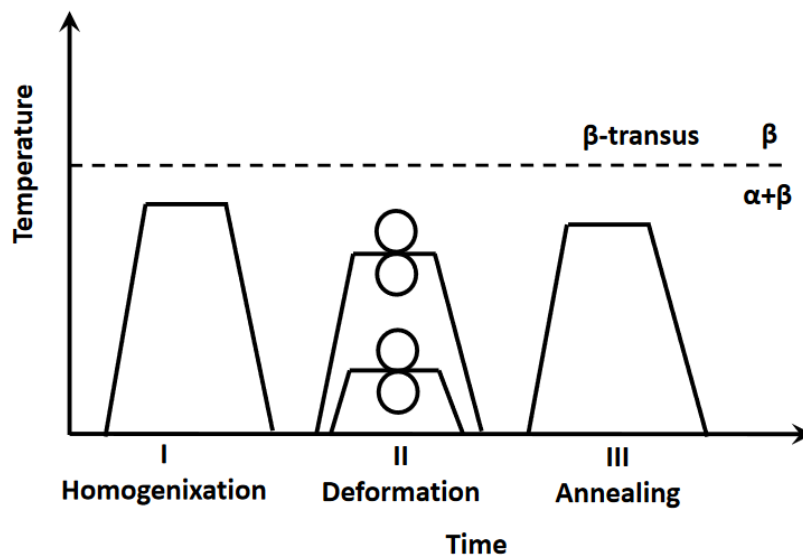 Temperature
β-transus β
α+β
I II III
Homogenixation Deformation Annealing
Time